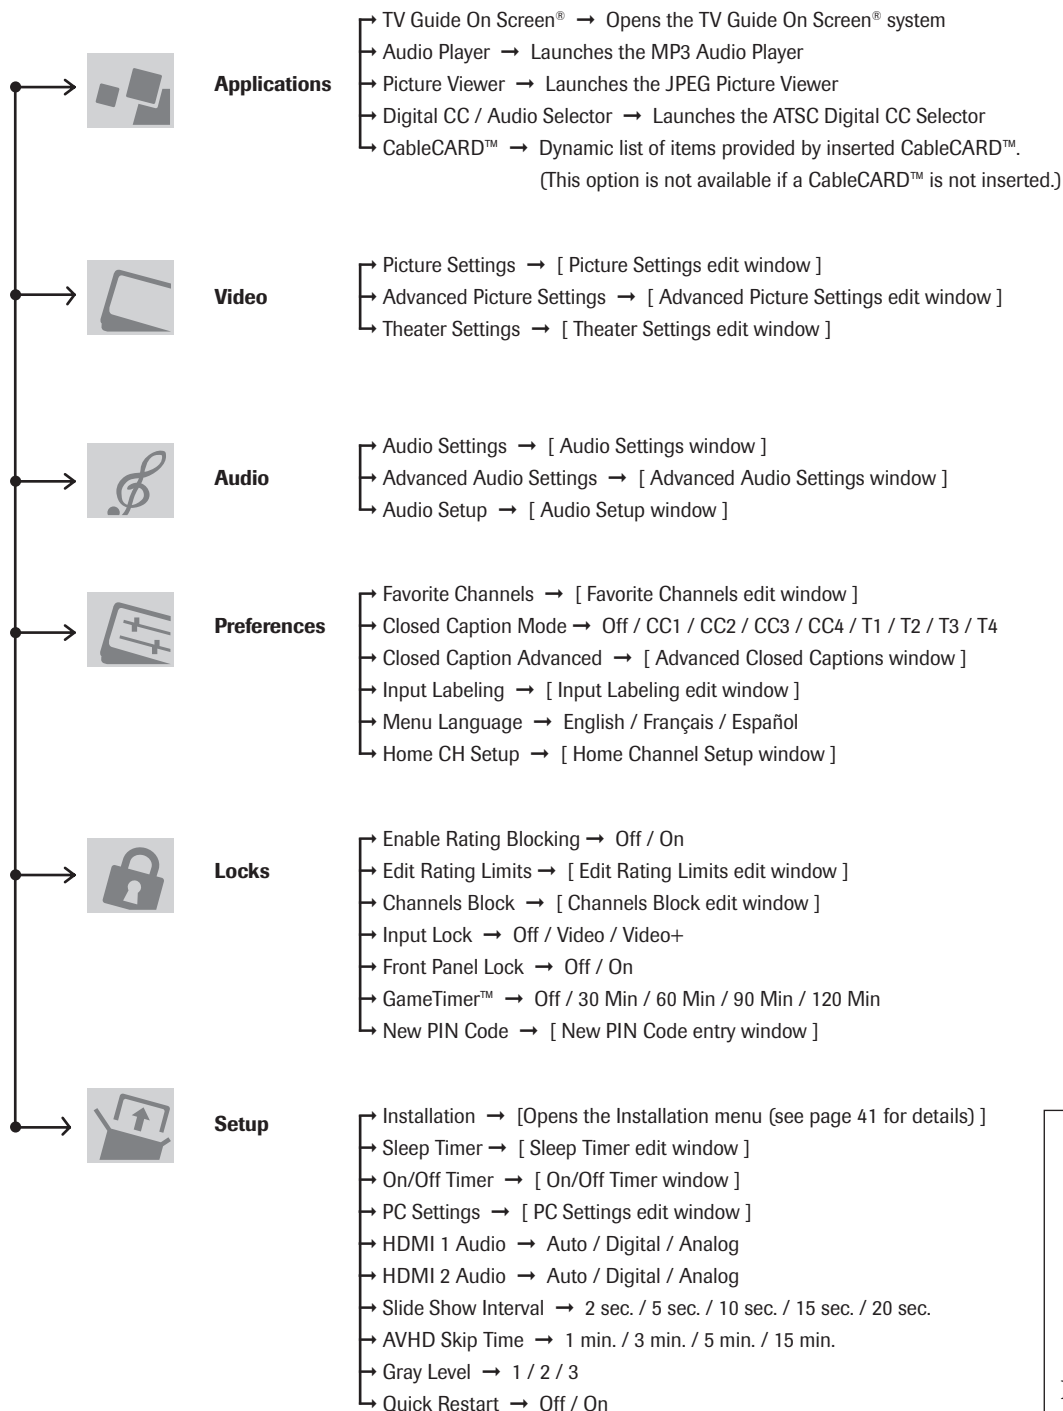 TV Guide On Screen® → Opens the TV Guide On Screen® system
Audio Player → Launches the MP3 Audio Player
Applications → Picture Viewer → Launches the JPEG Picture Viewer
Digital CC / Audio Selector → Launches the ATSC Digital CC Selector
CableCARD™ → Dynamic list of items provided by inserted CableCARD™.
(This option is not available if a CableCARD™ is not inserted.)
Picture Settings → [ Picture Settings edit window ]
Video → Advanced Picture Settings → [ Advanced Picture Settings edit window ]
Theater Settings → [ Theater Settings edit window ]
Audio Settings → [ Audio Settings window ]
Audio → Advanced Audio Settings → [ Advanced Audio Settings window ]
Audio Setup → [ Audio Setup window ]
Favorite Channels → [ Favorite Channels edit window ]
Preferences → Closed Caption Mode → Off / CC1 / CC2 / CC3 / CC4 / T1 / T2 / T3 / T4
Closed Caption Advanced → [ Advanced Closed Captions window ]
Input Labeling → [ Input Labeling edit window ]
Menu Language → English / Français / Español
Home CH Setup → [ Home Channel Setup window ]
Enable Rating Blocking → Off / On
Locks → Edit Rating Limits → [ Edit Rating Limits edit window ]
Channels Block → [ Channels Block edit window ]
Input Lock → Off / Video / Video+
Front Panel Lock → Off / On
GameTimer™ → Off / 30 Min / 60 Min / 90 Min / 120 Min
New PIN Code → [ New PIN Code entry window ]
Setup → Installation → [Opens the Installation menu (see page 41 for details) ]
Sleep Timer → [ Sleep Timer edit window ]
On/Off Timer → [ On/Off Timer window ]
PC Settings → [ PC Settings edit window ]
HDMI 1 Audio → Auto / Digital / Analog
HDMI 2 Audio → Auto / Digital / Analog
Slide Show Interval → 2 sec. / 5 sec. / 10 sec. / 15 sec. / 20 sec.
AVHD Skip Time → 1 min. / 3 min. / 5 min. / 15 min.
Gray Level → 1 / 2 / 3
Quick Restart → Off / On